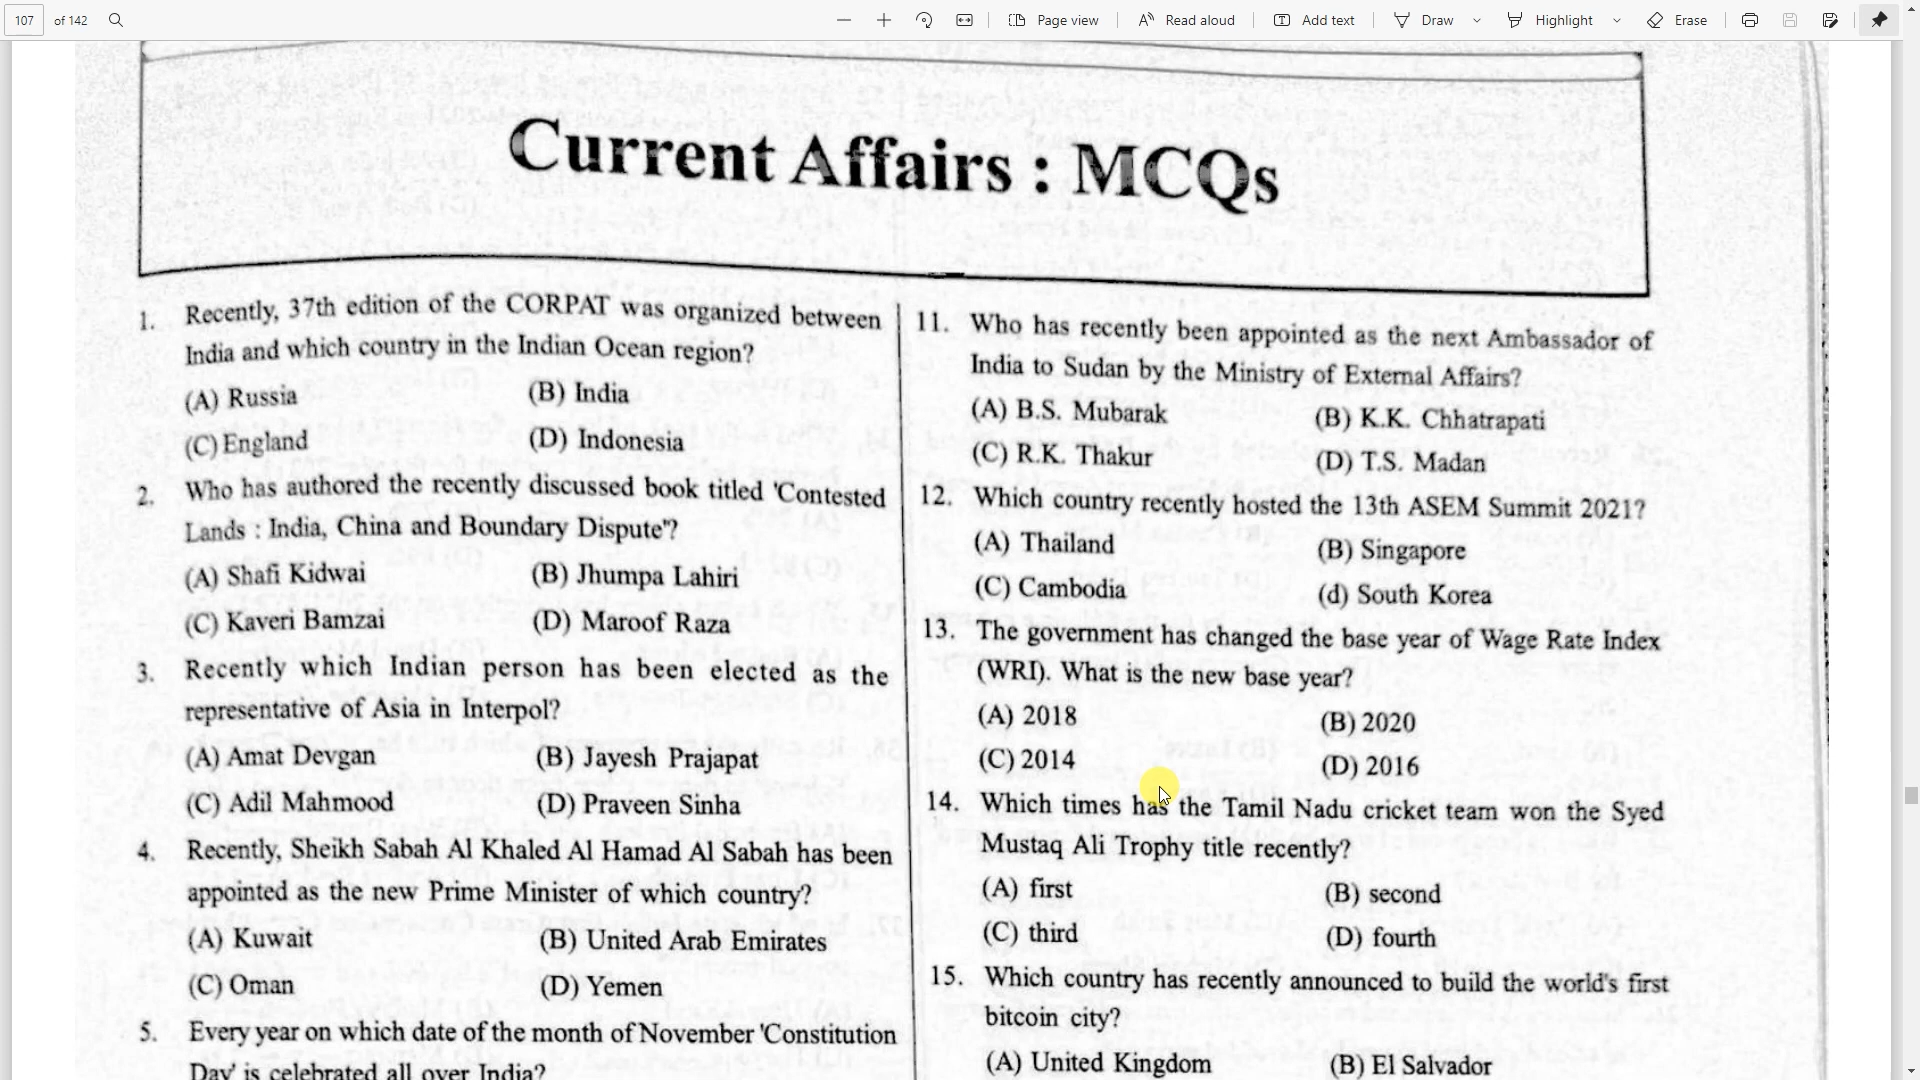 107 of 142 Page view Read aloud Add text Draw Highlight Erase
Current Affairs : MCQs
1. Recently, 37th edition of the CORPAT was organized between
India and which country in the Indian Ocean region?
(A) Russia (B) India
(C) England (D) Indonesia
2. Who has authored the recently discussed book titled 'Contested
Lands : India, China and Boundary Dispute'?
(A) Shafi Kidwai (B) Jhumpa Lahiri
(C) Kaveri Bamzai (D) Maroof Raza
3. Recently which Indian person has been elected as the
representative of Asia in Interpol?
(A) Amat Devgan (B) Jayesh Prajapat
(C) Adil Mahmood (D) Praveen Sinha
4. Recently, Sheikh Sabah Al Khaled Al Hamad Al Sabah has been
appointed as the new Prime Minister of which country?
(A) Kuwait (B) United Arab Emirates
(C) Oman (D) Yemen
5. Every year on which date of the month of November 'Constitution
Day' is celebrated all over India?
11. Who has recently been appointed as the next Ambassador of
India to Sudan by the Ministry of External Affairs?
(A) B.S. Mubarak (B) K.K. Chhatrapati
(C) R.K. Thakur (D) T.S. Madan
12. Which country recently hosted the 13th ASEM Summit 2021?
(A) Thailand (B) Singapore
(C) Cambodia (d) South Korea
13. The government has changed the base year of Wage Rate Index
(WRI). What is the new base year?
(A) 2018 (B) 2020
(C) 2014 (D) 2016
14. Which times has the Tamil Nadu cricket team won the Syed
Mustaq Ali Trophy title recently?
(A) first (B) second
(C) third (D) fourth
15. Which country has recently announced to build the world's first
bitcoin city?
(A) United Kingdom (B) El Salvador